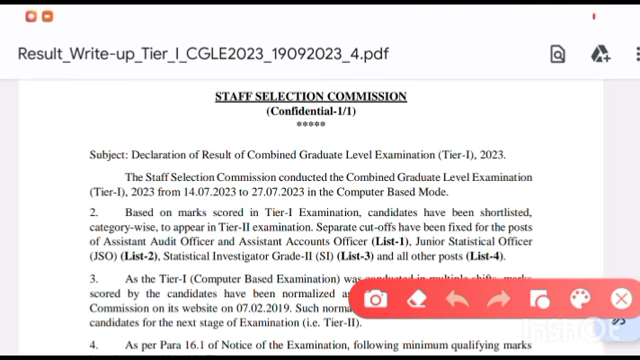 Result_Write-up_Tier_I_CGLE2023_19092023_4.pdf
STAFF SELECTION COMMISSION
(Confidential-1/1)
*****
Subject: Declaration of Result of Combined Graduate Level Examination (Tier-I), 2023.
The Staff Selection Commission conducted the Combined Graduate Level Examination
(Tier-I), 2023 from 14.07.2023 to 27.07.2023 in the Computer Based Mode.
2. Based on marks scored in Tier-I Examination, candidates have been shortlisted,
category-wise, to appear in Tier-II examination. Separate cut-offs have been fixed for the posts
of Assistant Audit Officer and Assistant Accounts Officer (List-1), Junior Statistical Officer
(JSO) (List-2), Statistical Investigator Grade-II (SI) (List-3) and all other posts (List-4).
3. As the Tier-I (Computer Based Examination) was conducted in multiple shifts, marks
scored by the candidates have been normalized
Commission on its website on 07.02.2019. Such
candidates for the next stage of Examination (i.e. Tier-II).
4. As per Para 16.1 of Notice of the Examination, following minimum qualifying marks
InShOt